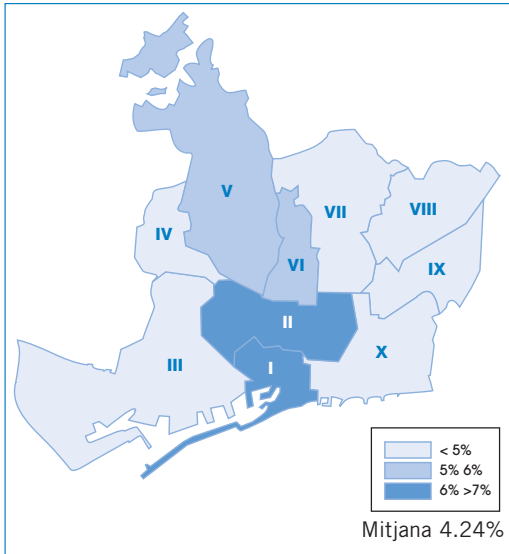 V
VII
VIII
IV
VI
IX
II
X
III
I
< 5%
5% 6%
6% >7%
Mitjana 4.24%